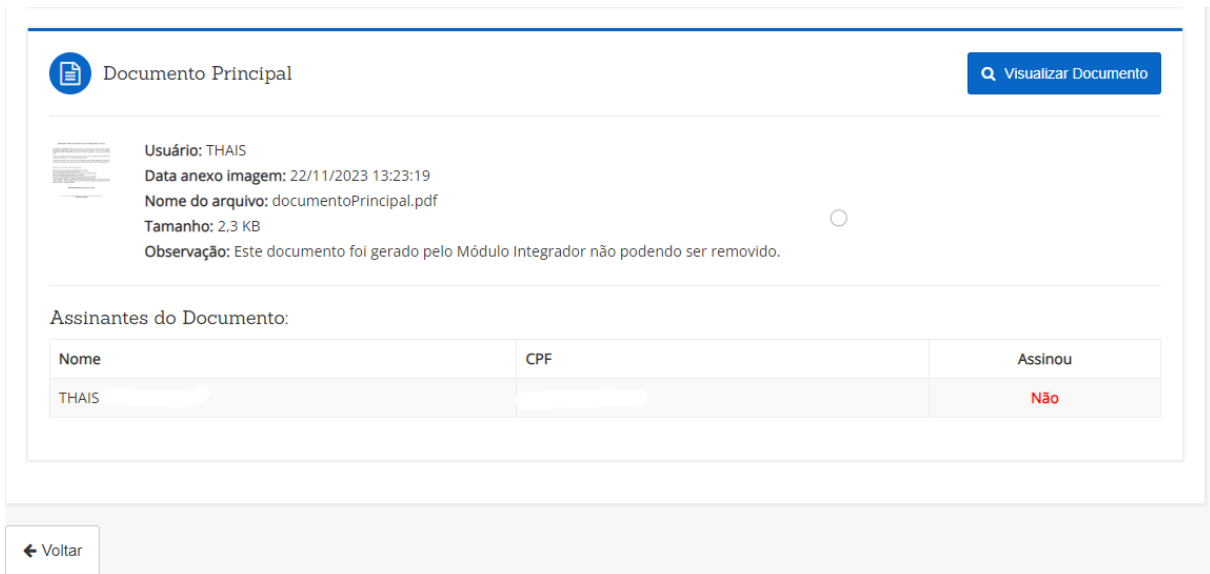 Documento Principal
Visualizar Documento
Usuário: THAIS
Data anexo imagem: 22/11/2023 13:23:19
Nome do arquivo: documentoPrincipal.pdf
Tamanho: 2,3 KB
Observação: Este documento foi gerado pelo Módulo Integrador não podendo ser removido.
Assinantes do Documento:
Nome CPF Assinou
THAIS Não
Voltar